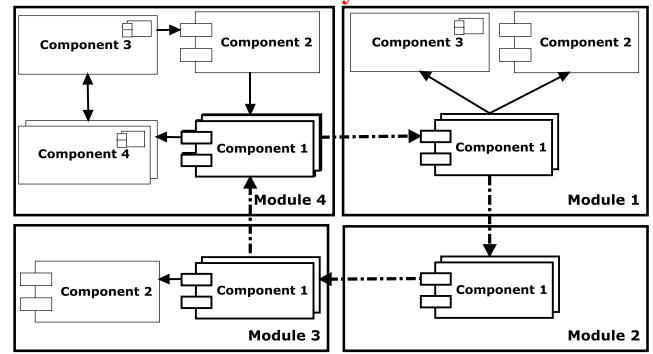 Component 3
Component 2
Component 4
Component 1
Module 4
Component 3
Component 2
Component 1
Module 1
Component 2
Component 1
Module 3
Component 1
Module 2